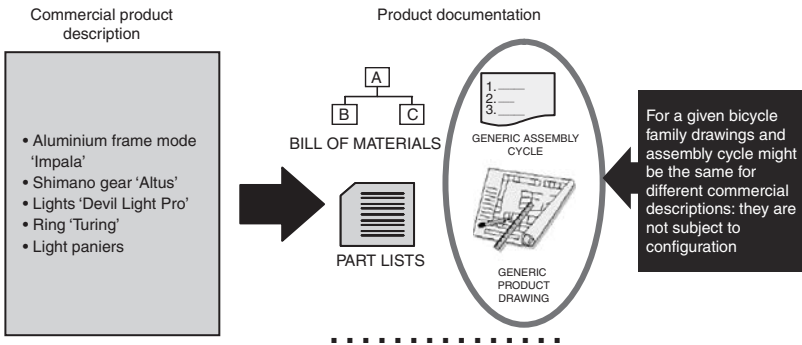 Commercial product
description
Product documentation
• Aluminium frame mode
'Impala'
• Shimano gear 'Altus'
• Lights 'Devil Light Pro'
• Ring 'Turing'
• Light paniers
A
B
C
BILL OF MATERIALS
PART LISTS
1.
2.
3.
GENERIC ASSEMBLY
CYCLE
GENERIC
PRODUCT
DRAWING
For a given bicycle
family drawings and
assembly cycle might
be the same for
different commercial
descriptions: they are
not subject to
configuration